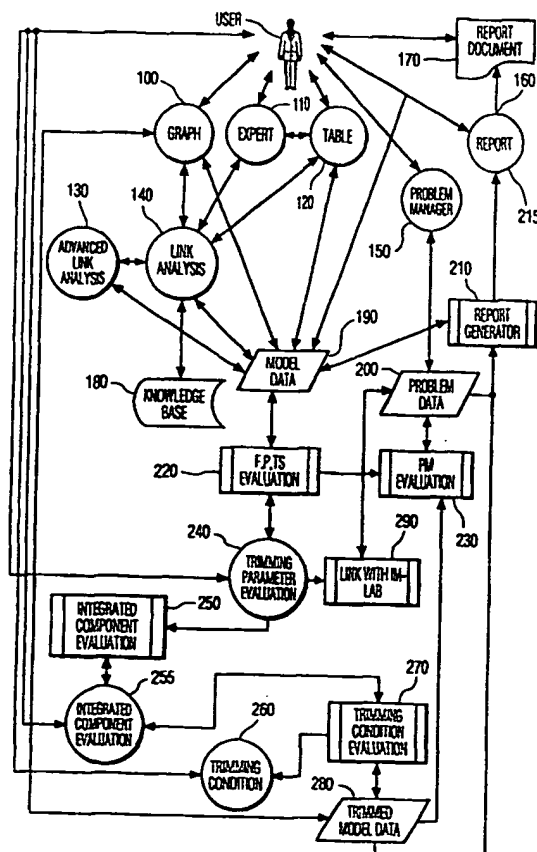 USER
REPORT
DOCUMENT
170
100
110
160
GRAPH
EXPERT
TABLE
REPORT
120
215
130
140
PROBLEM
MANAGER
150
ADVANCED
LINK
ANALYSIS
LINK
ANALYSIS
210
190
REPORT
GENERATOR
MODEL
DATA
200
180
KNOWLEDGE
BASE
PROBLEM
DATA
220
F,P,TS
EVALUATION
PM
EVALUATION
240
290
230
TRIMMING
PARAMETER
EVALUATION
LINK WITH IM-
LAB
250
INTEGRATED
COMPONENT
EVALUATION
255
270
INTEGRATED
COMPONENT
EVALUATION
260
TRIMMING
CONDITION
EVALUATION
TRIMMING
CONDITION
280
TRIMMED
MODEL DATA